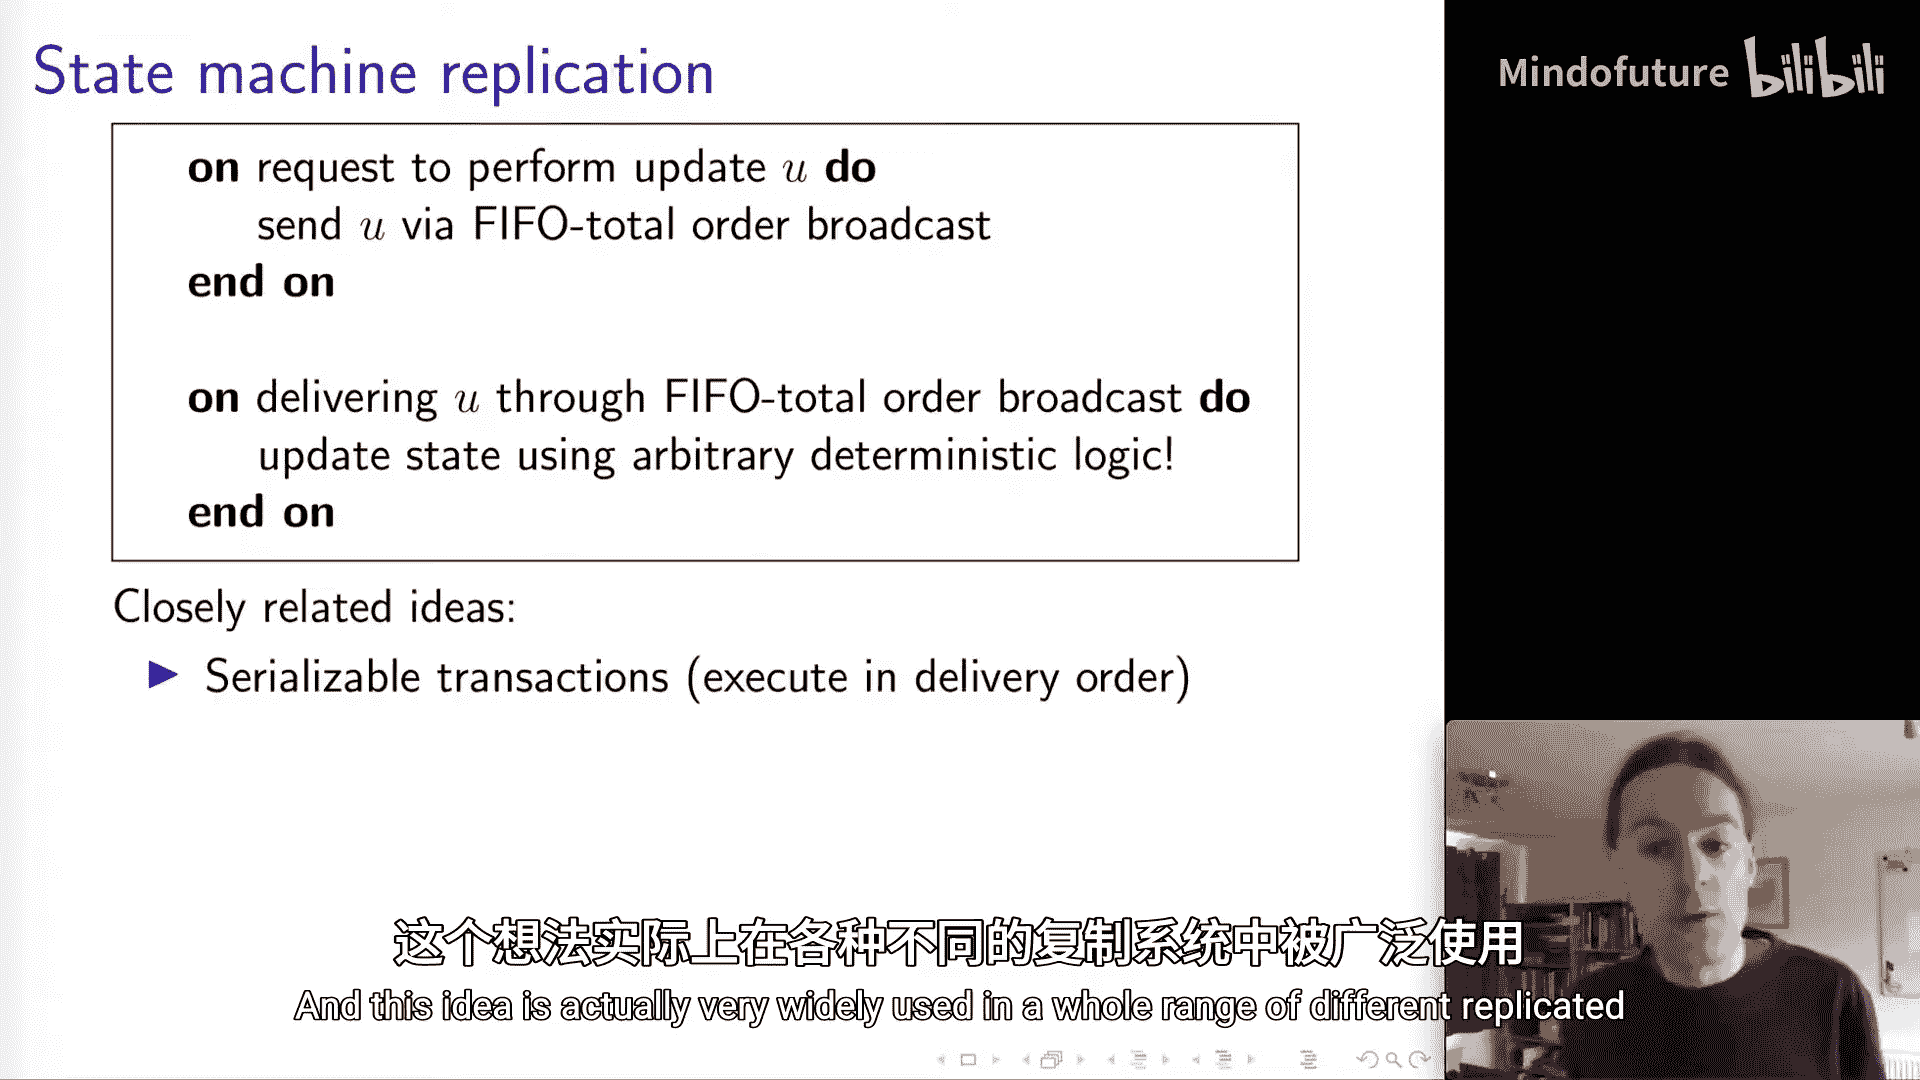 State machine replication
Mindofuture bilibili
on request to perform update u do
send u via FIFO-total order broadcast
end on
on delivering u through FIFO-total order broadcast do
update state using arbitrary deterministic logic!
end on
Closely related ideas:
▶ Serializable transactions (execute in delivery order)
这个想法实际上在各种不同的复制系统中被广泛使用
And this idea is actually very widely used in a whole range of different replicated